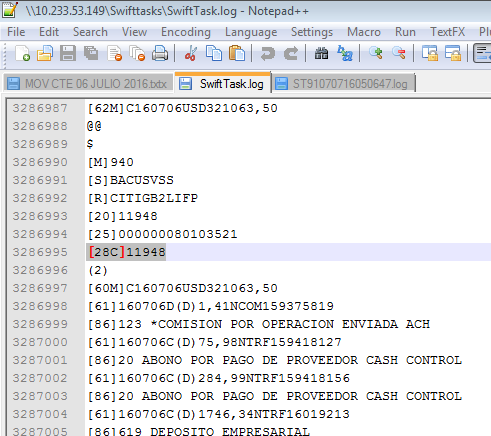 \\10.233.53.149\Swifttasks\SwiftTask.log - Notepad++
File Edit Search View Encoding Language Settings Macro Run TextFX
MOV CTE 06 JULIO 2016.txtx SwiftTask.log ST91070716050647.log
3286987 [62M]C160706USD321063,50
3286988 @@
3286989 $
3286990 [M]940
3286991 [S]BACUSVSS
3286992 [R]CITIGB2LIFP
3286993 [20]11948
3286994 [25]000000080103521
3286995 [28C]11948
3286996 (2)
3286997 [60M]C160706USD321063,50
3286998 [61]160706D(D)1,41NCOM159375819
3286999 [86]123 *COMISION POR OPERACION ENVIADA ACH
3287000 [61]160706C(D)75,98NTRF159418127
3287001 [86]20 ABONO POR PAGO DE PROVEEDOR CASH CONTROL
3287002 [61]160706C(D)284,99NTRF159418156
3287003 [86]20 ABONO POR PAGO DE PROVEEDOR CASH CONTROL
3287004 [61]160706C(D)1746,34NTRF16019213
3287005 [86]619 DEPOSITO EMPRESARIAL